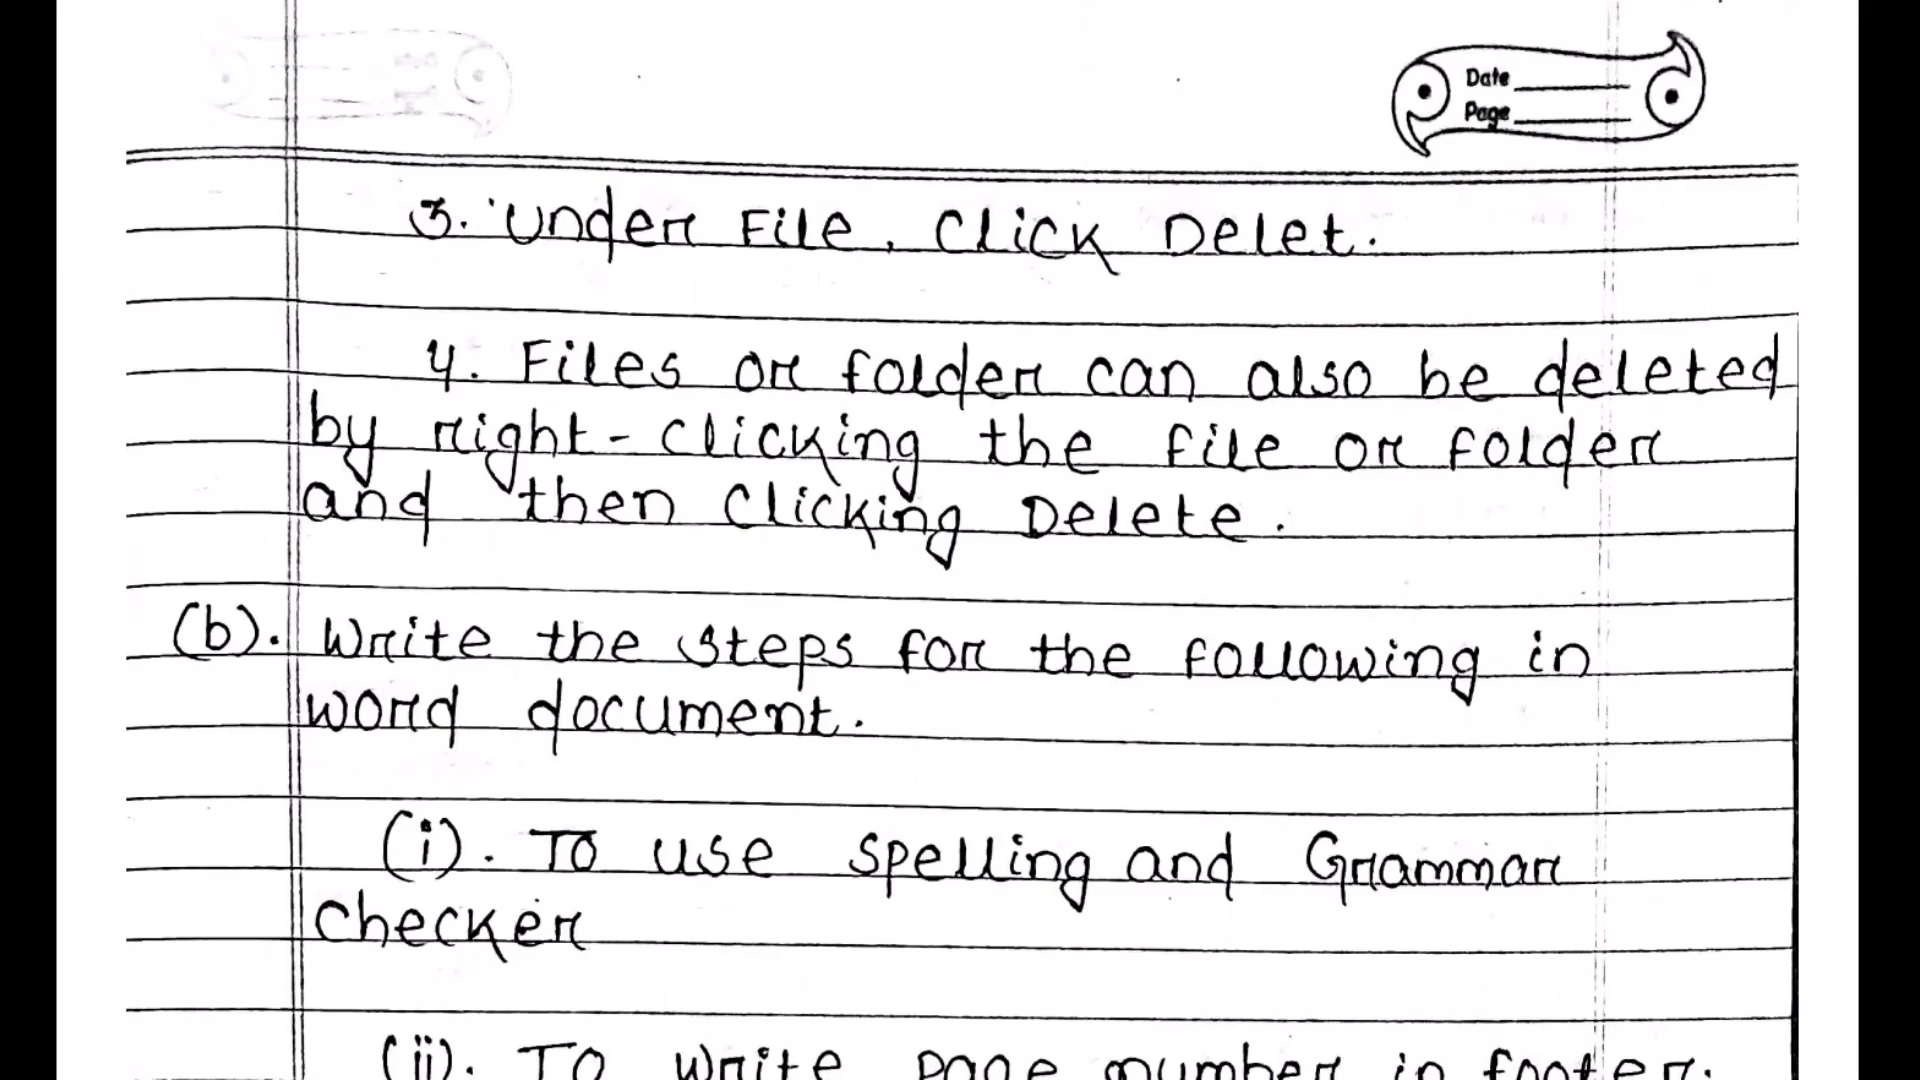 Date
Page
3. Under File, Click Delet.
4. Files or folder can also be deleted
by right-clicking the file or folder
and then clicking Delete.
(b). Write the steps for the following in
word document.
(i). To use spelling and Grammar
checker
(ii). To write page number in footer.